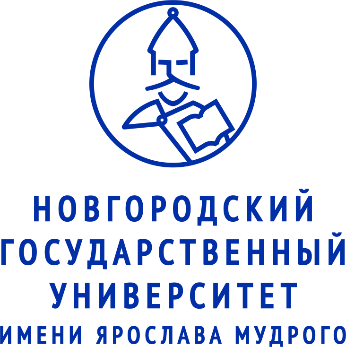 НОВГОРОДСКИЙ
ГОСУДАРСТВЕННЫЙ
УНИВЕРСИТЕТ
ИМЕНИ ЯРОСЛАВА МУДРОГО